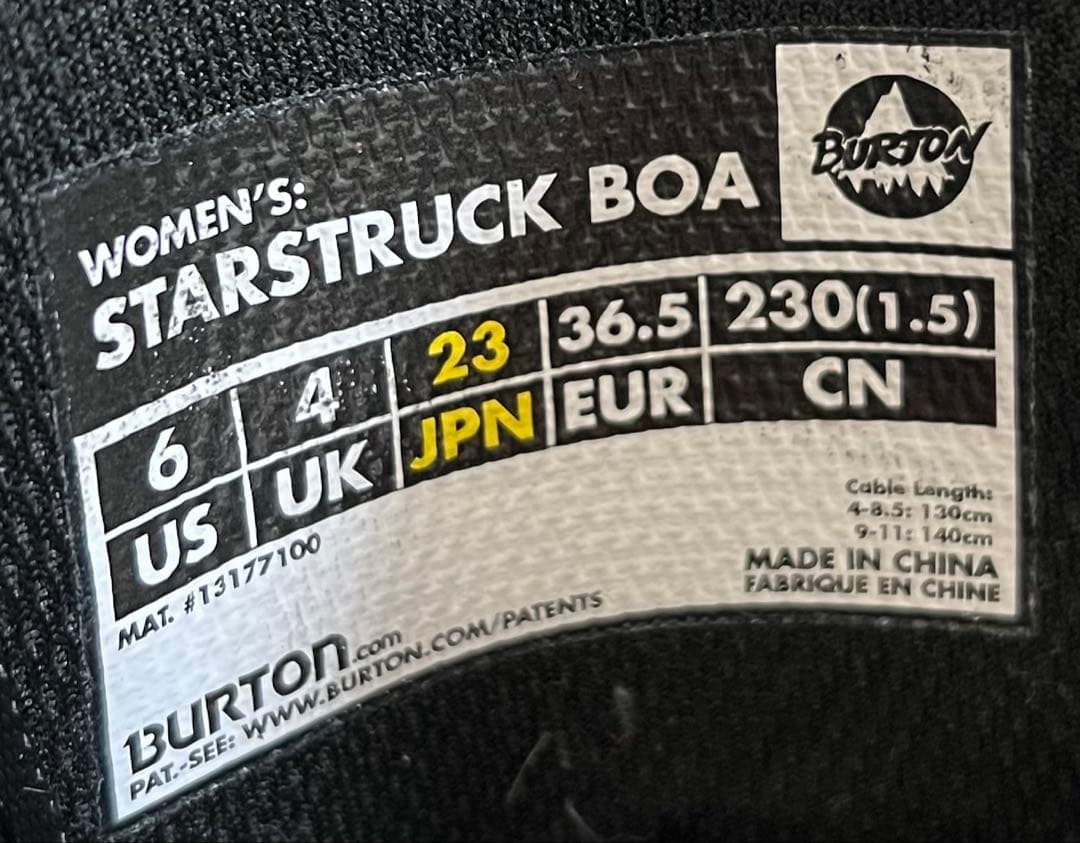 BURTON
WOMEN'S:
STARSTRUCK BOA
6 4 23 36.5 230(1.5)
US UK JPN EUR CN
MAT. #13177100
Cable Length:
4-8.5: 130cm
9-11: 140cm
MADE IN CHINA
FABRIQUE EN CHINE
BURTON.com
PAT.-SEE: WWW.BURTON.COM/PATENTS